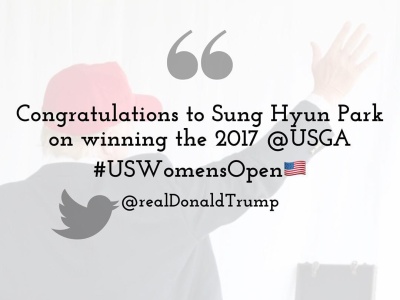 Congratulations to Sung Hyun Park
on winning the 2017 @USGA
#USWomensOpen🇺🇸
@realDonaldTrump